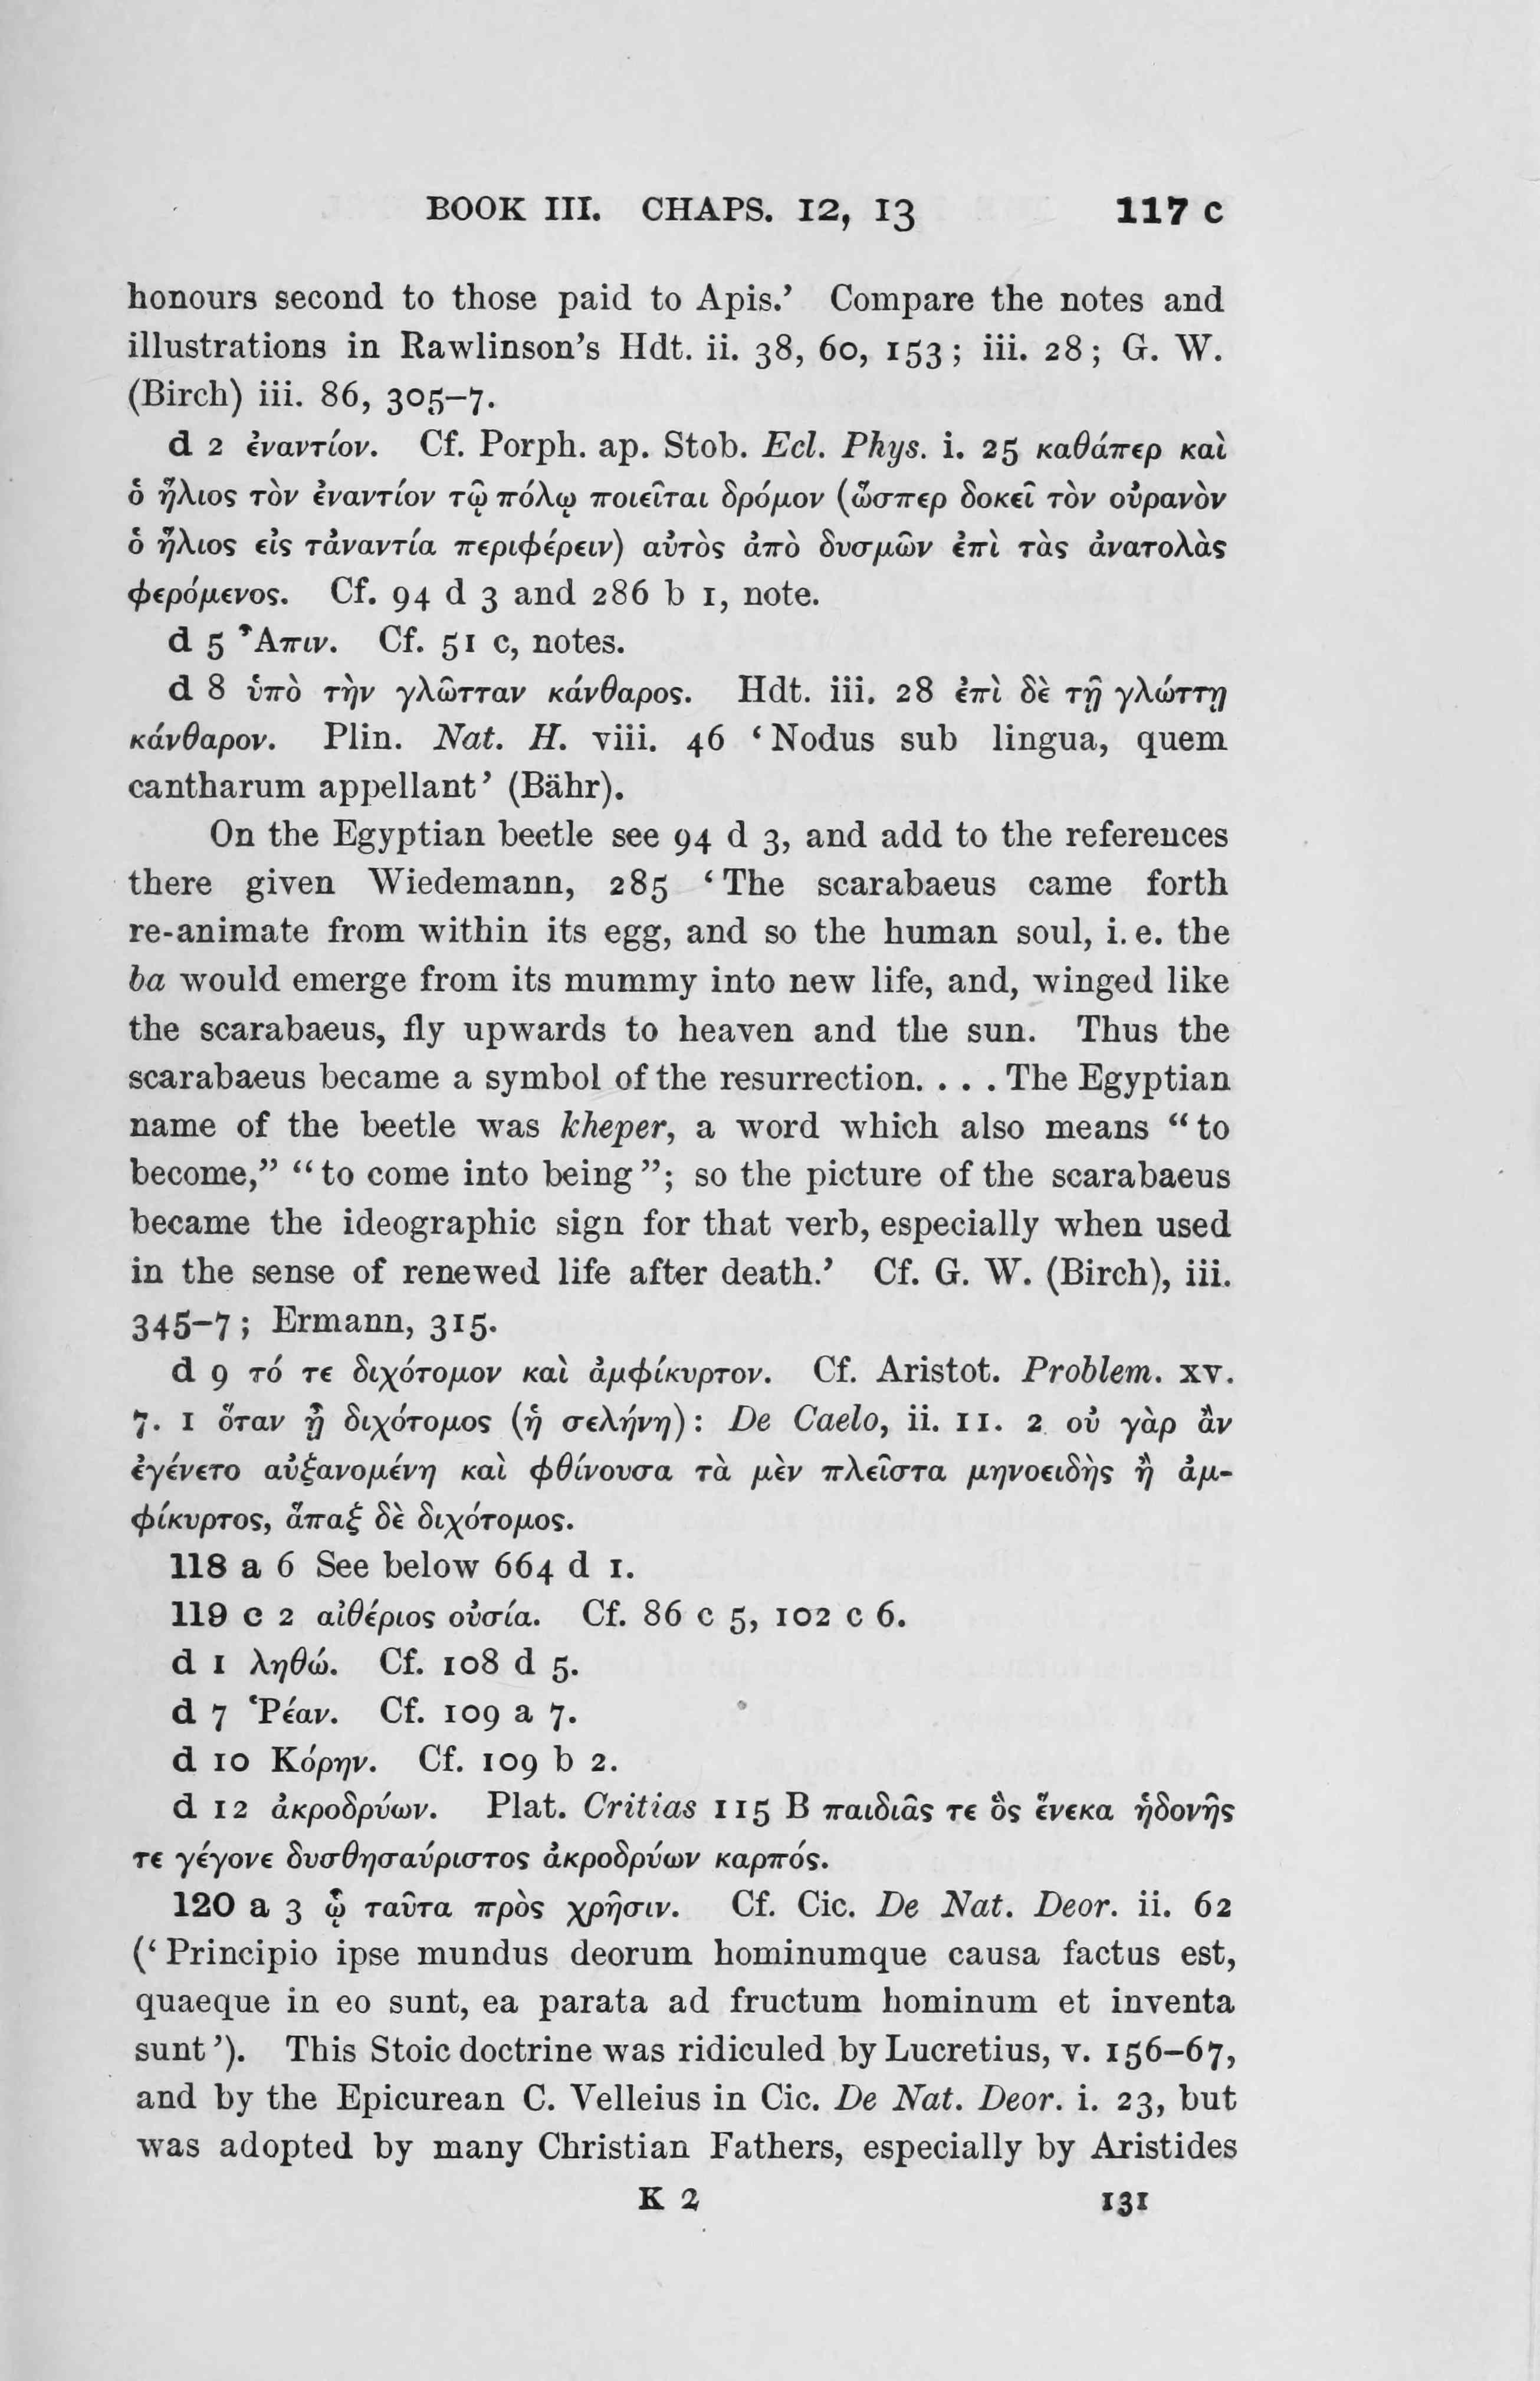 BOOK III. CHAPS. 12, 13 117 c
honours second to those paid to Apis.’ Compare the notes and
illustrations in Rawlinson’s Hdt. ii. 38, 60, 153; iii. 28; G. W.
(Birch) iii. 86, 305–7.
d 2 ἐναντίον. Cf. Porph. ap. Stob. Ecl. Phys. i. 25 καθάπερ καὶ
ὁ ἥλιος τὸν ἐναντίον τῷ πόλῳ ποιεῖται δρόμον (ὥσπερ δοκεῖ τὸν οὐρανὸν
ὁ ἥλιος εἰς τἀναντία περιφέρειν) αὐτὸς ἀπὸ δυσμῶν ἐπὶ τὰς ἀνατολὰς
φερόμενος. Cf. 94 d 3 and 286 b 1, note.
d 5 Ἆπιν. Cf. 51 c, notes.
d 8 ὑπὸ τὴν γλῶτταν κάνθαρος. Hdt. iii. 28 ἐπὶ δὲ τῇ γλώττῃ
κάνθαρον. Plin. Nat. H. viii. 46 ‘Nodus sub lingua, quem
cantharum appellant’ (Bähr).
On the Egyptian beetle see 94 d 3, and add to the references
there given Wiedemann, 285 ‘The scarabaeus came forth
re-animate from within its egg, and so the human soul, i. e. the
ba would emerge from its mummy into new life, and, winged like
the scarabaeus, fly upwards to heaven and the sun. Thus the
scarabaeus became a symbol of the resurrection. . . . The Egyptian
name of the beetle was kheper, a word which also means “to
become,” “to come into being”; so the picture of the scarabaeus
became the ideographic sign for that verb, especially when used
in the sense of renewed life after death.’ Cf. G. W. (Birch), iii.
345–7; Ermann, 315.
d 9 τό τε διχότομον καὶ ἀμφίκυρτον. Cf. Aristot. Problem. xv.
7. 1 ὅταν ᾖ διχότομος (ἡ σελήνη): De Caelo, ii. 11. 2 οὐ γὰρ ἂν
ἐγένετο αὐξανομένη καὶ φθίνουσα τὰ μὲν πλεῖστα μηνοειδὴς ἢ ἀμ-
φίκυρτος, ἅπαξ δὲ διχότομος.
118 a 6 See below 664 d 1.
119 c 2 αἰθέριος οὐσία. Cf. 86 c 5, 102 c 6.
d 1 ληθώ. Cf. 108 d 5.
d 7 Ῥέαν. Cf. 109 a 7.
d 10 Κόρην. Cf. 109 b 2.
d 12 ἀκροδρύων. Plat. Critias 115 B παιδιᾶς τε ὃς ἕνεκα ἡδονῆς
τε γέγονε δυσθησαύριστος ἀκροδρύων καρπός.
120 a 3 ᾧ ταῦτα πρὸς χρῆσιν. Cf. Cic. De Nat. Deor. ii. 62
(‘Principio ipse mundus deorum hominumque causa factus est,
quaeque in eo sunt, ea parata ad fructum hominum et inventa
sunt’). This Stoic doctrine was ridiculed by Lucretius, v. 156–67,
and by the Epicurean C. Velleius in Cic. De Nat. Deor. i. 23, but
was adopted by many Christian Fathers, especially by Aristides
K 2 131